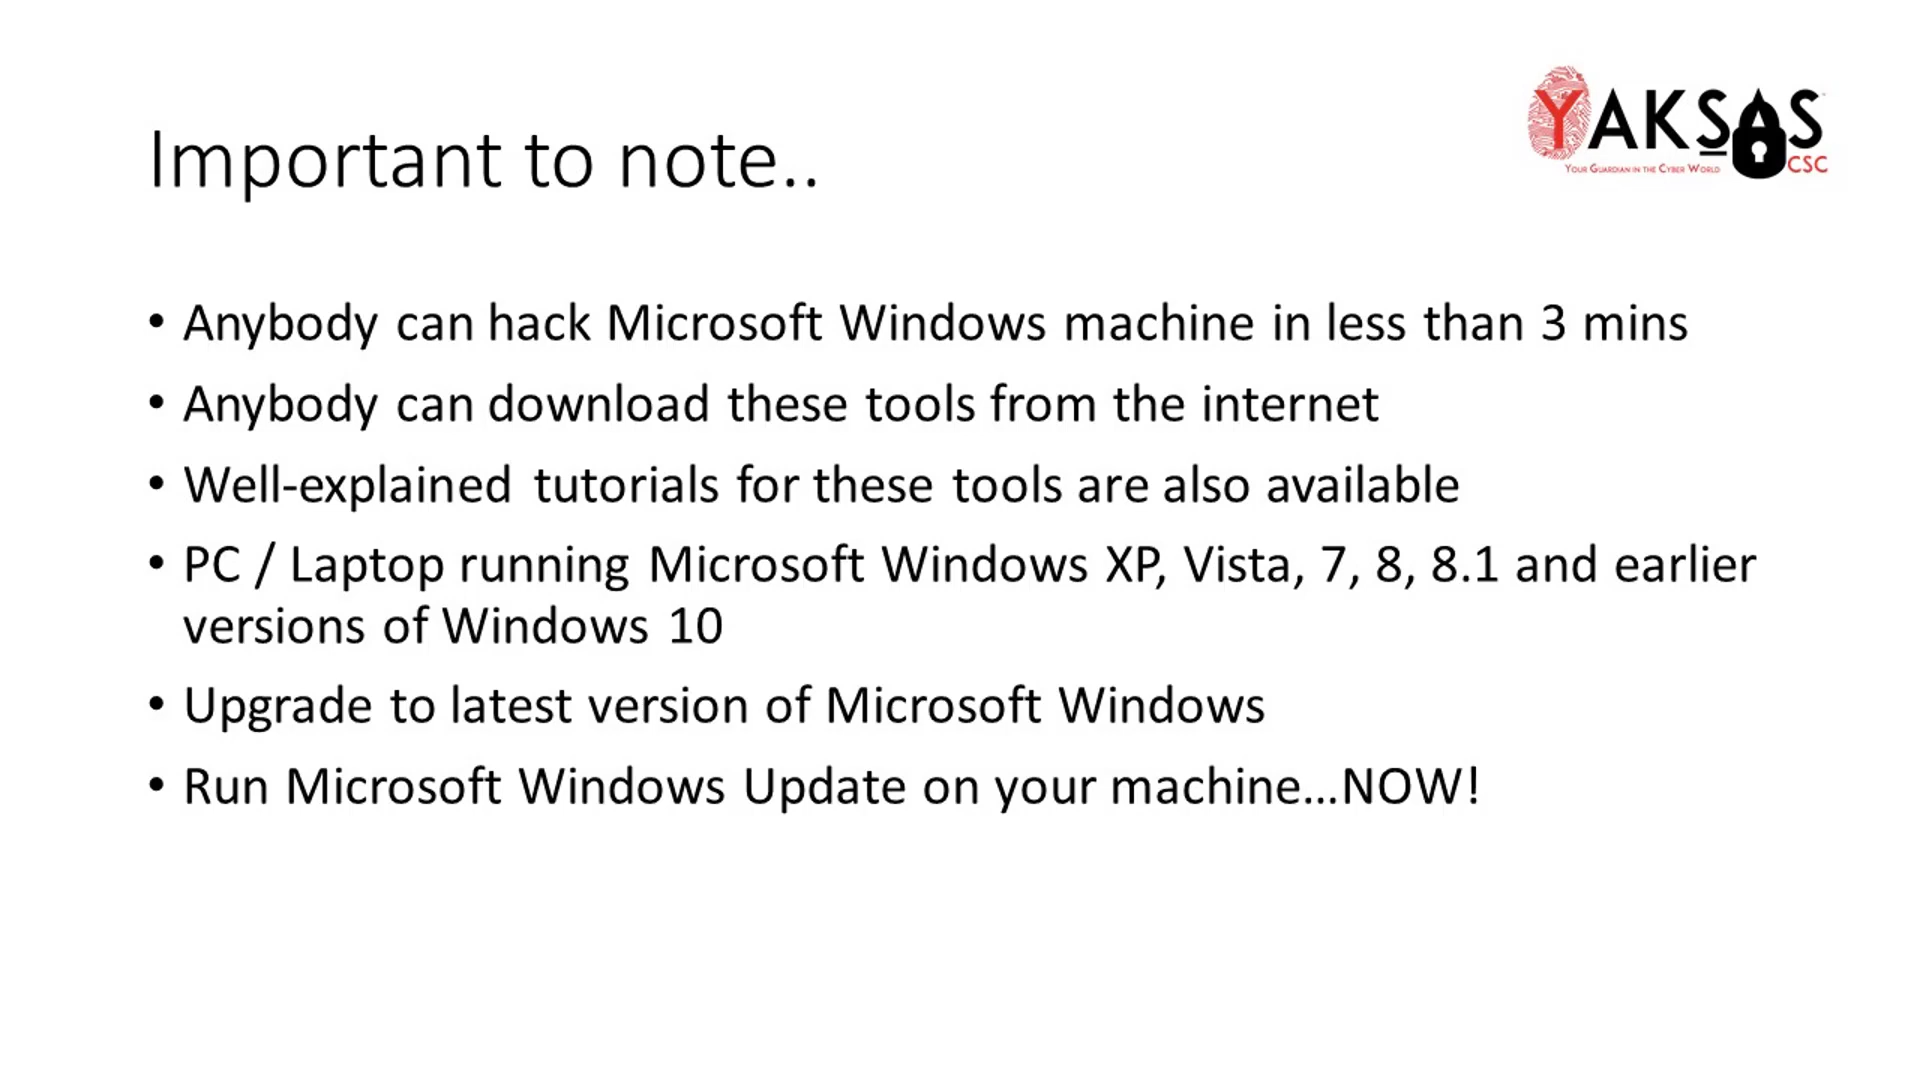 YAKSAS
YOUR GUARDIAN IN THE CYBER WORLD
CSC
Important to note..
• Anybody can hack Microsoft Windows machine in less than 3 mins
• Anybody can download these tools from the internet
• Well-explained tutorials for these tools are also available
• PC / Laptop running Microsoft Windows XP, Vista, 7, 8, 8.1 and earlier
versions of Windows 10
• Upgrade to latest version of Microsoft Windows
• Run Microsoft Windows Update on your machine...NOW!